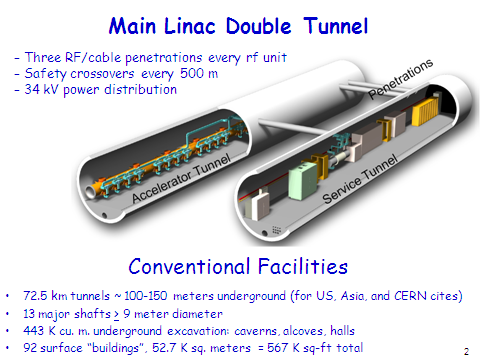 Main Linac Double Tunnel
– Three RF/cable penetrations every rf unit
– Safety crossovers every 500 m
– 34 kV power distribution
Penetrations
Accelerator Tunnel
Service Tunnel
Conventional Facilities
• 72.5 km tunnels ~ 100-150 meters underground (for US, Asia, and CERN cites)
• 13 major shafts ≥ 9 meter diameter
• 443 K cu. m. underground excavation: caverns, alcoves, halls
• 92 surface “buildings”, 52.7 K sq. meters = 567 K sq-ft total
2